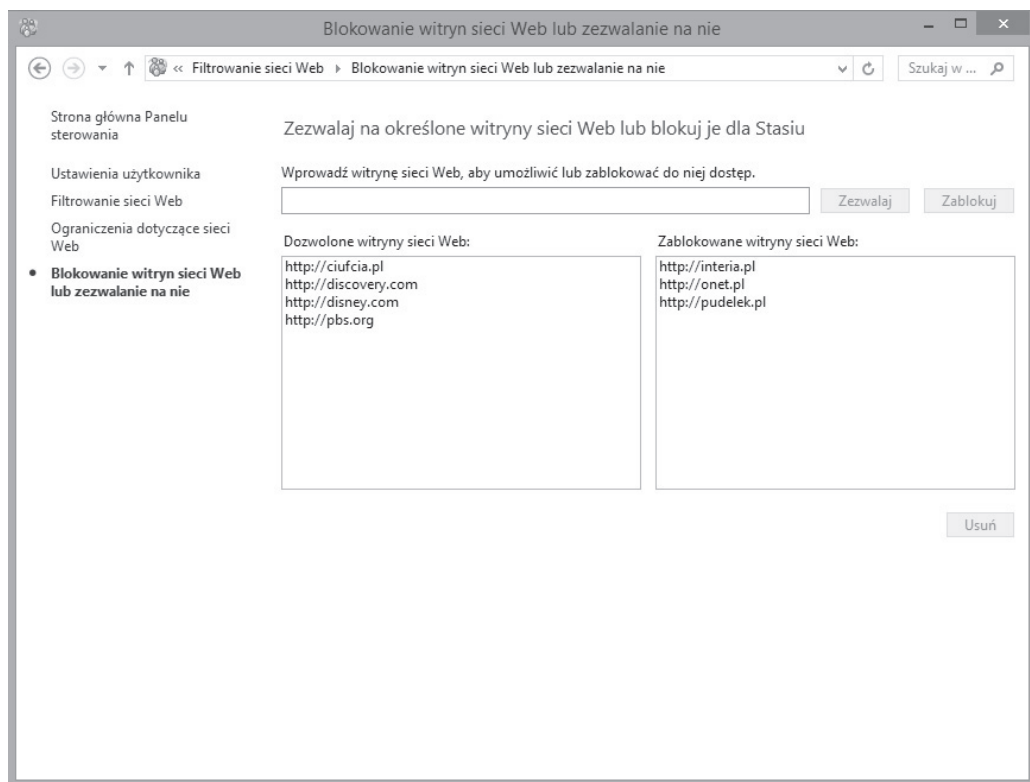 Blokowanie witryn sieci Web lub zezwalanie na nie
« Filtrowanie sieci Web Blokowanie witryn sieci Web lub zezwalanie na nie
Szukaj w ...
Strona główna Panelu
sterowania
Ustawienia użytkownika
Filtrowanie sieci Web
Ograniczenia dotyczące sieci
Web
• Blokowanie witryn sieci Web
lub zezwalanie na nie
Zezwalaj na określone witryny sieci Web lub blokuj je dla Stasiu
Wprowadź witrynę sieci Web, aby umożliwić lub zablokować do niej dostęp.
Zezwalaj
Zablokuj
Dozwolone witryny sieci Web:
http://ciufcia.pl
http://discovery.com
http://disney.com
http://pbs.org
Zablokowane witryny sieci Web:
http://interia.pl
http://onet.pl
http://pudelek.pl
Usuń